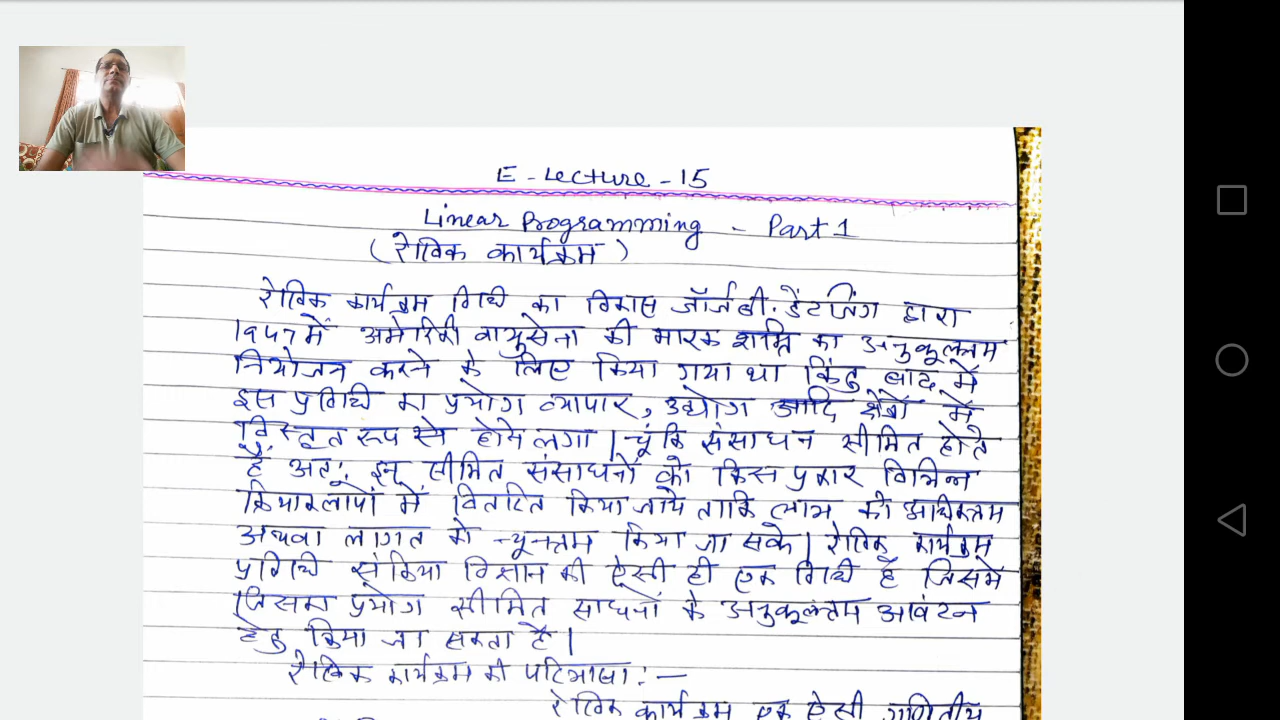 E - Lecture - 15
Linear Programming - Part 1
(रैखिक कार्यक्रम)
रैखिक कार्यक्रम विधि का विकास जॉर्ज बी. डेंटजिंग द्वारा
1947 में अमेरिकी वायुसेना की मारक शक्ति का अनुकूलतम
नियोजन करने के लिए किया गया था किंतु बाद में
इस प्रविधि का प्रयोग व्यापार, उद्योग आदि क्षेत्रों में
विस्तृत रूप से होने लगा। चूंकि संसाधन सीमित होते
हैं अतः इन सीमित संसाधनों को किस प्रकार विभिन्न
क्रियाकलापों में वितरित किया जाये ताकि लाभ को अधिकतम
अथवा लागत को न्यूनतम किया जा सके। रैखिक कार्यक्रम
प्रविधि संक्रिया विज्ञान की ऐसी ही एक विधि है जिसमें
जिसका प्रयोग सीमित साधनों के अनुकूलतम आवंटन
हेतु किया जा सकता है।
रैखिक कार्यक्रम की परिभाषा: —
रैखिक कार्यक्रम एक ऐसी गणितीय